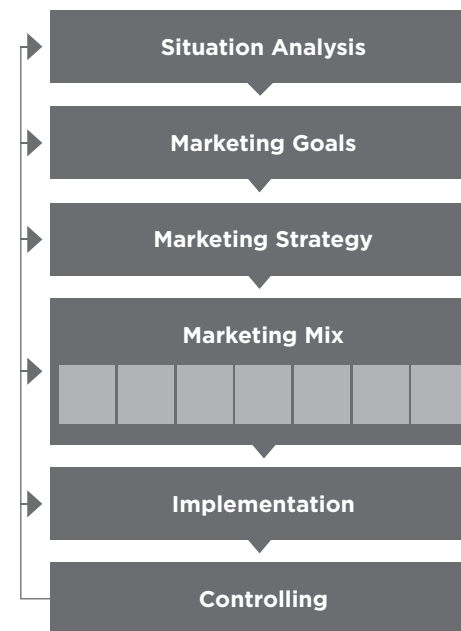 Situation Analysis
Marketing Goals
Marketing Strategy
Marketing Mix
Implementation
Controlling